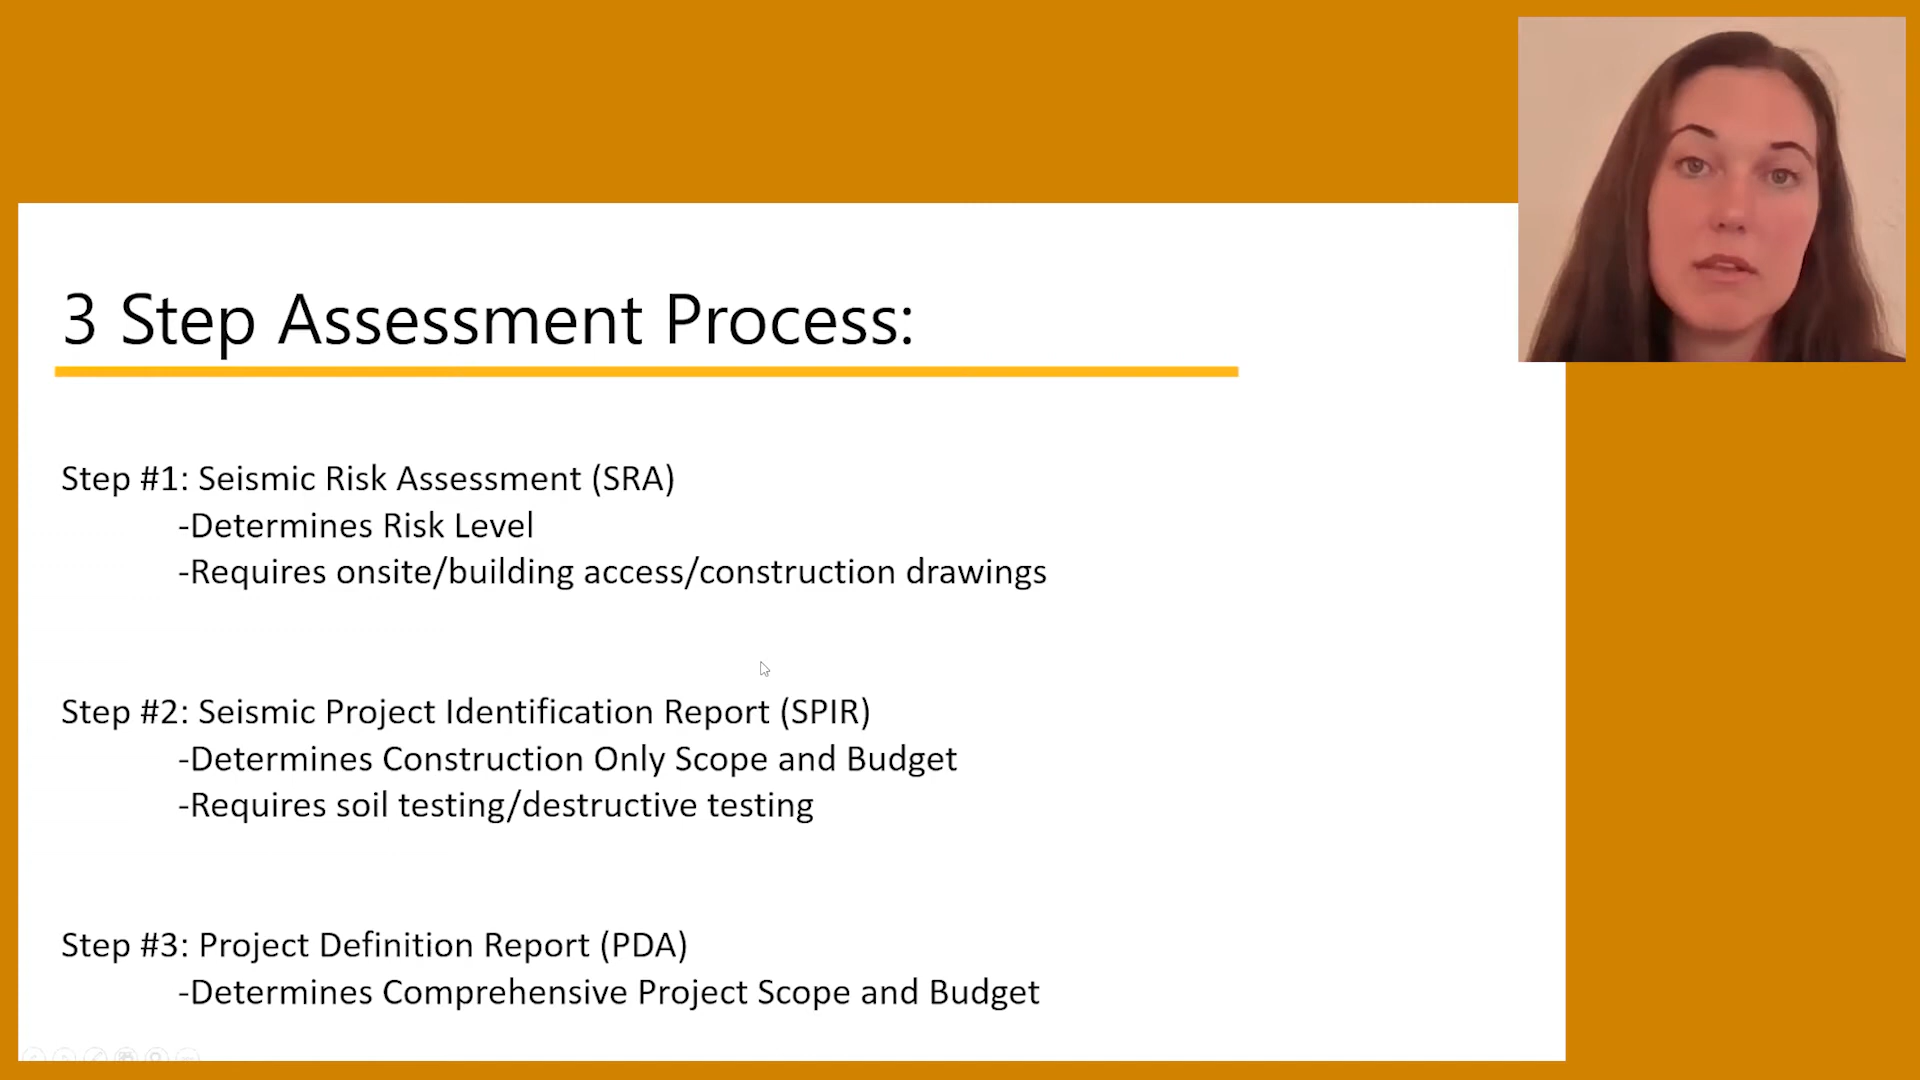 3 Step Assessment Process:
Step #1: Seismic Risk Assessment (SRA)
-Determines Risk Level
-Requires onsite/building access/construction drawings
Step #2: Seismic Project Identification Report (SPIR)
-Determines Construction Only Scope and Budget
-Requires soil testing/destructive testing
Step #3: Project Definition Report (PDA)
-Determines Comprehensive Project Scope and Budget